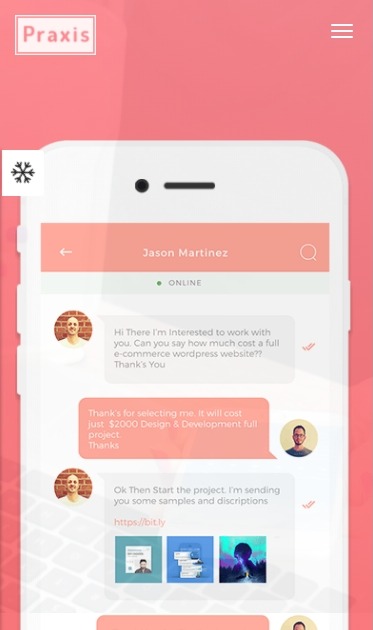 Praxis
Jason Martinez
ONLINE
Hi There I'm Interested to work with
you. Can you say how much cost a full
e-commerce wordpress website??
Thank's You
Thank's for selecting me. It will cost
just $2000 Design & Development full
project.
Thanks
Ok Then Start the project. I'm sending
you some samples and discriptions
https://bit.ly